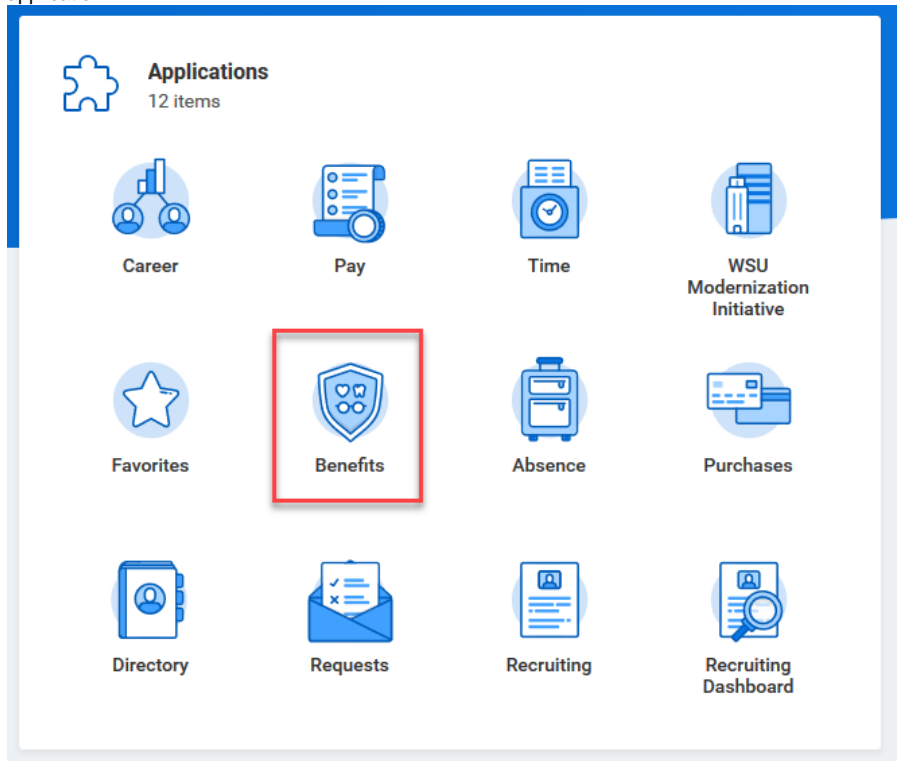 Applications
12 items
Career
Pay
Time
WSU
Modernization
Initiative
Favorites
Benefits
Absence
Purchases
Directory
Requests
Recruiting
Recruiting
Dashboard